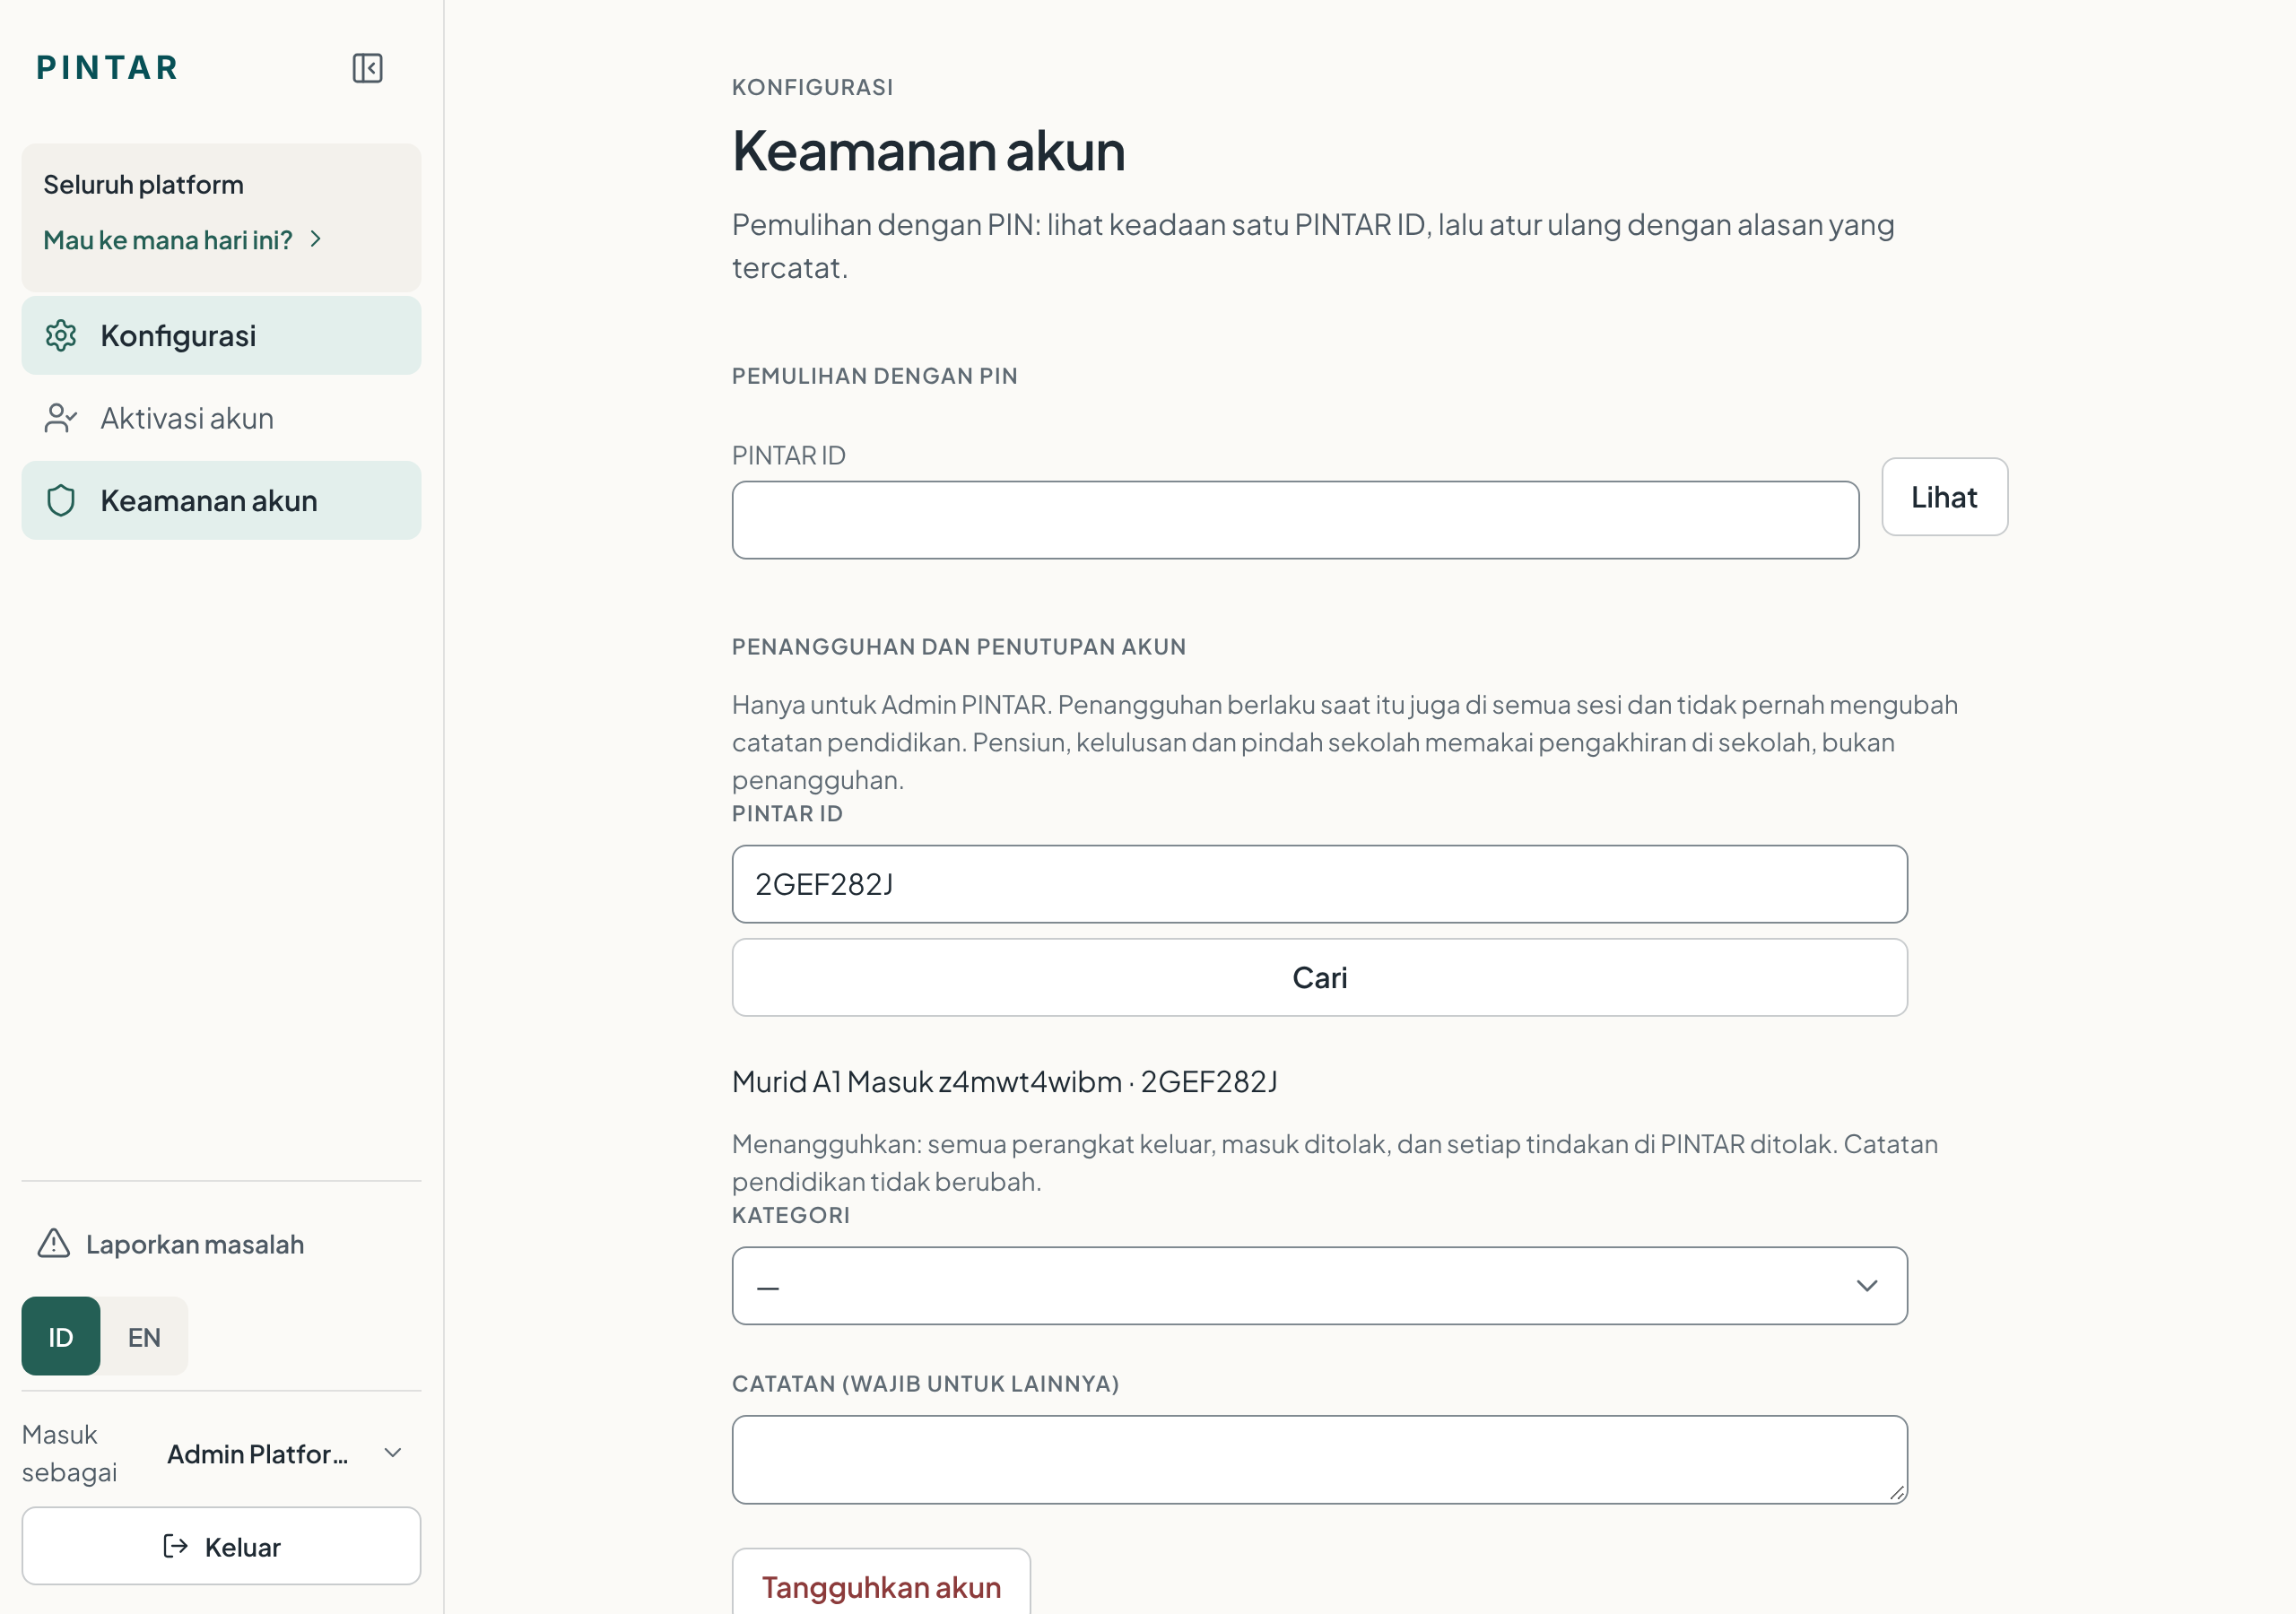 PINTAR
Seluruh platform
Mau ke mana hari ini?
Konfigurasi
Aktivasi akun
Keamanan akun
Laporkan masalah
ID EN
Masuk sebagai
Admin Platfor...
Keluar
KONFIGURASI
Keamanan akun
Pemulihan dengan PIN: lihat keadaan satu PINTAR ID, lalu atur ulang dengan alasan yang
tercatat.
PEMULIHAN DENGAN PIN
PINTAR ID
Lihat
PENANGGUHAN DAN PENUTUPAN AKUN
Hanya untuk Admin PINTAR. Penangguhan berlaku saat itu juga di semua sesi dan tidak pernah mengubah
catatan pendidikan. Pensiun, kelulusan dan pindah sekolah memakai pengakhiran di sekolah, bukan
penangguhan.
PINTAR ID
2GEF282J
Cari
Murid A1 Masuk z4mwt4wibm · 2GEF282J
Menangguhkan: semua perangkat keluar, masuk ditolak, dan setiap tindakan di PINTAR ditolak. Catatan
pendidikan tidak berubah.
KATEGORI
—
CATATAN (WAJIB UNTUK LAINNYA)
Tangguhkan akun